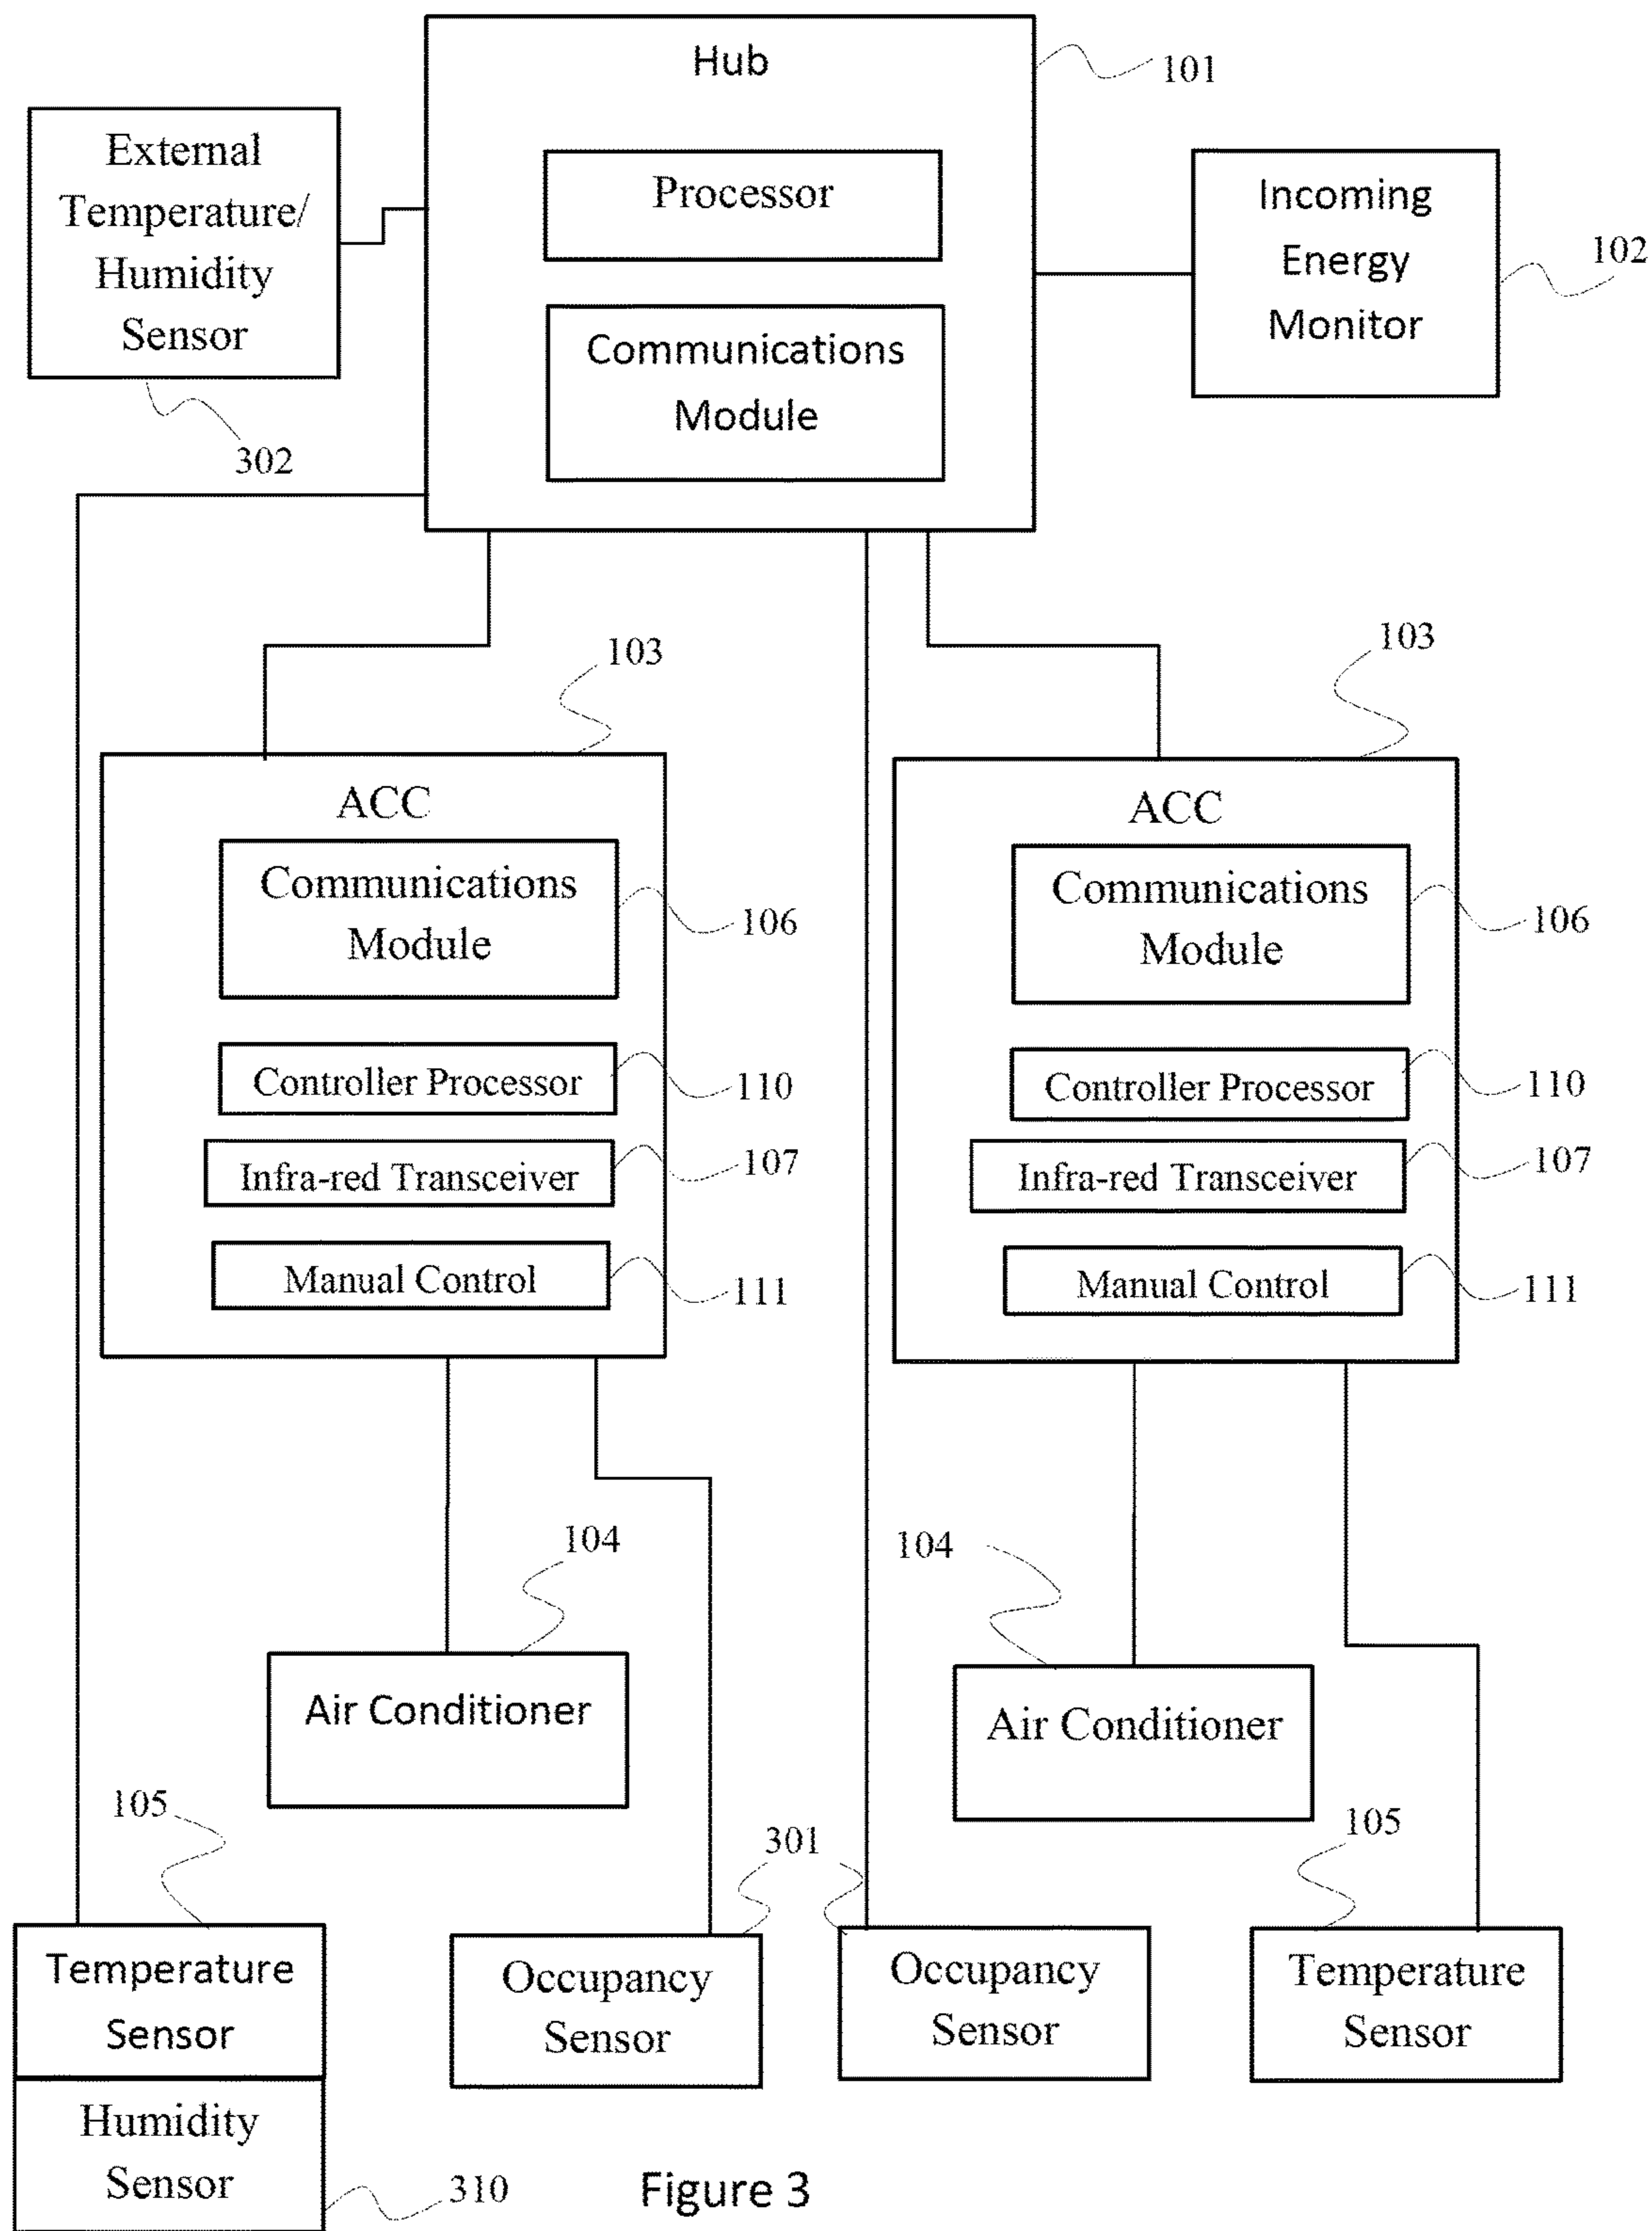 Hub
101
External
Temperature/
Humidity
Sensor
302
Processor
Communications
Module
Incoming
Energy
Monitor
102
103
ACC
Communications
Module
106
Controller Processor
110
Infra-red Transceiver
107
Manual Control
111
103
ACC
Communications
Module
106
Controller Processor
110
Infra-red Transceiver
107
Manual Control
111
104
Air Conditioner
104
Air Conditioner
105
Temperature
Sensor
Humidity
Sensor
310
301
Occupancy
Sensor
Occupancy
Sensor
105
Temperature
Sensor
Figure 3